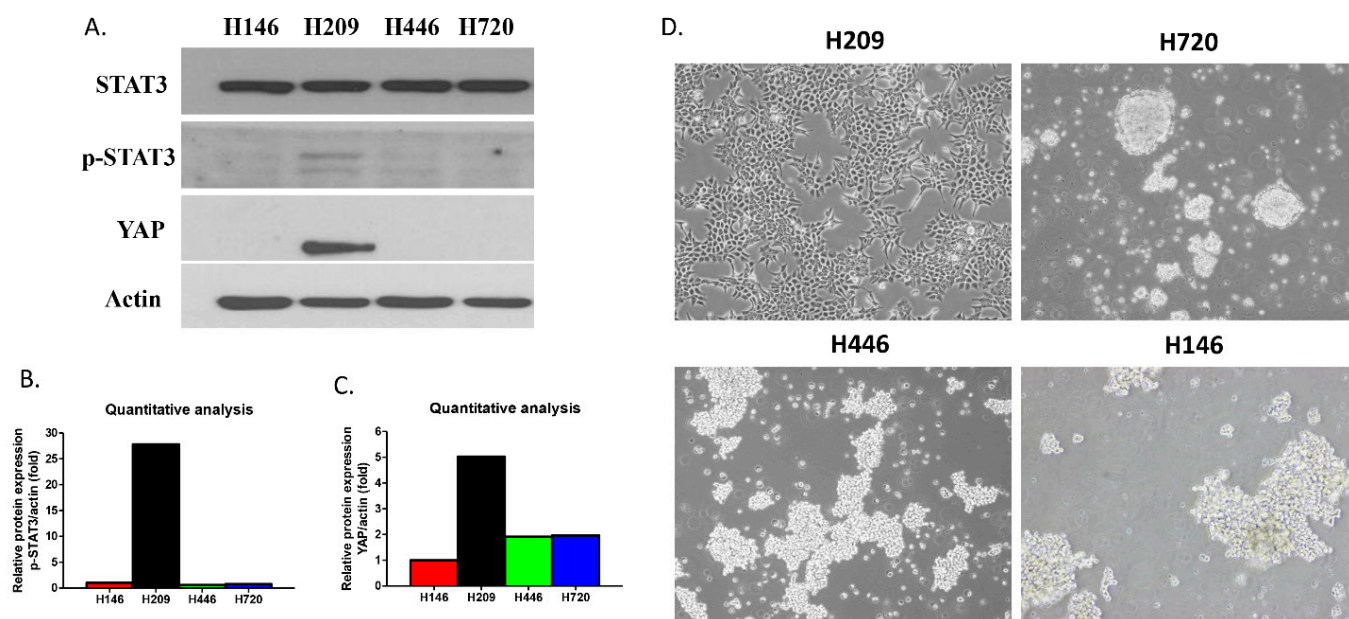 A.
H146 H209 H446 H720
STAT3
p-STAT3
YAP
Actin
B.
Quantitative analysis
Relative protein expression
p-STAT3/actin (fold)
30
25
20
15
10
5
0
H146 H209 H446 H720
C.
Quantitative analysis
Relative protein expression
YAP/actin (fold)
6
5
4
3
2
1
0
H146 H209 H446 H720
D.
H209 H720
H446 H146